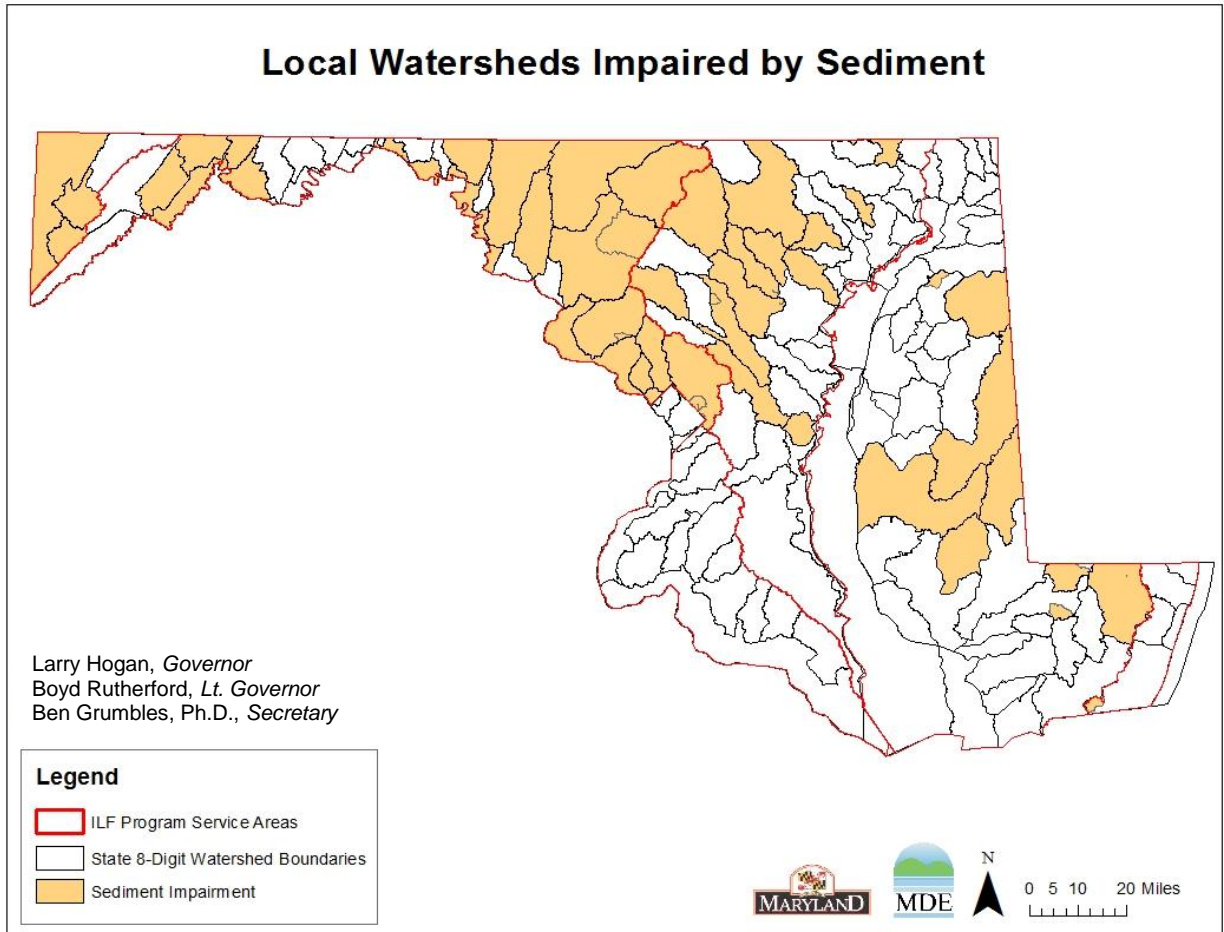 Local Watersheds Impaired by Sediment
Larry Hogan, Governor
Boyd Rutherford, Lt. Governor
Ben Grumbles, Ph.D., Secretary
Legend
ILF Program Service Areas
State 8-Digit Watershed Boundaries
Sediment Impairment
MARYLAND
MDE
N
0 5 10 20 Miles